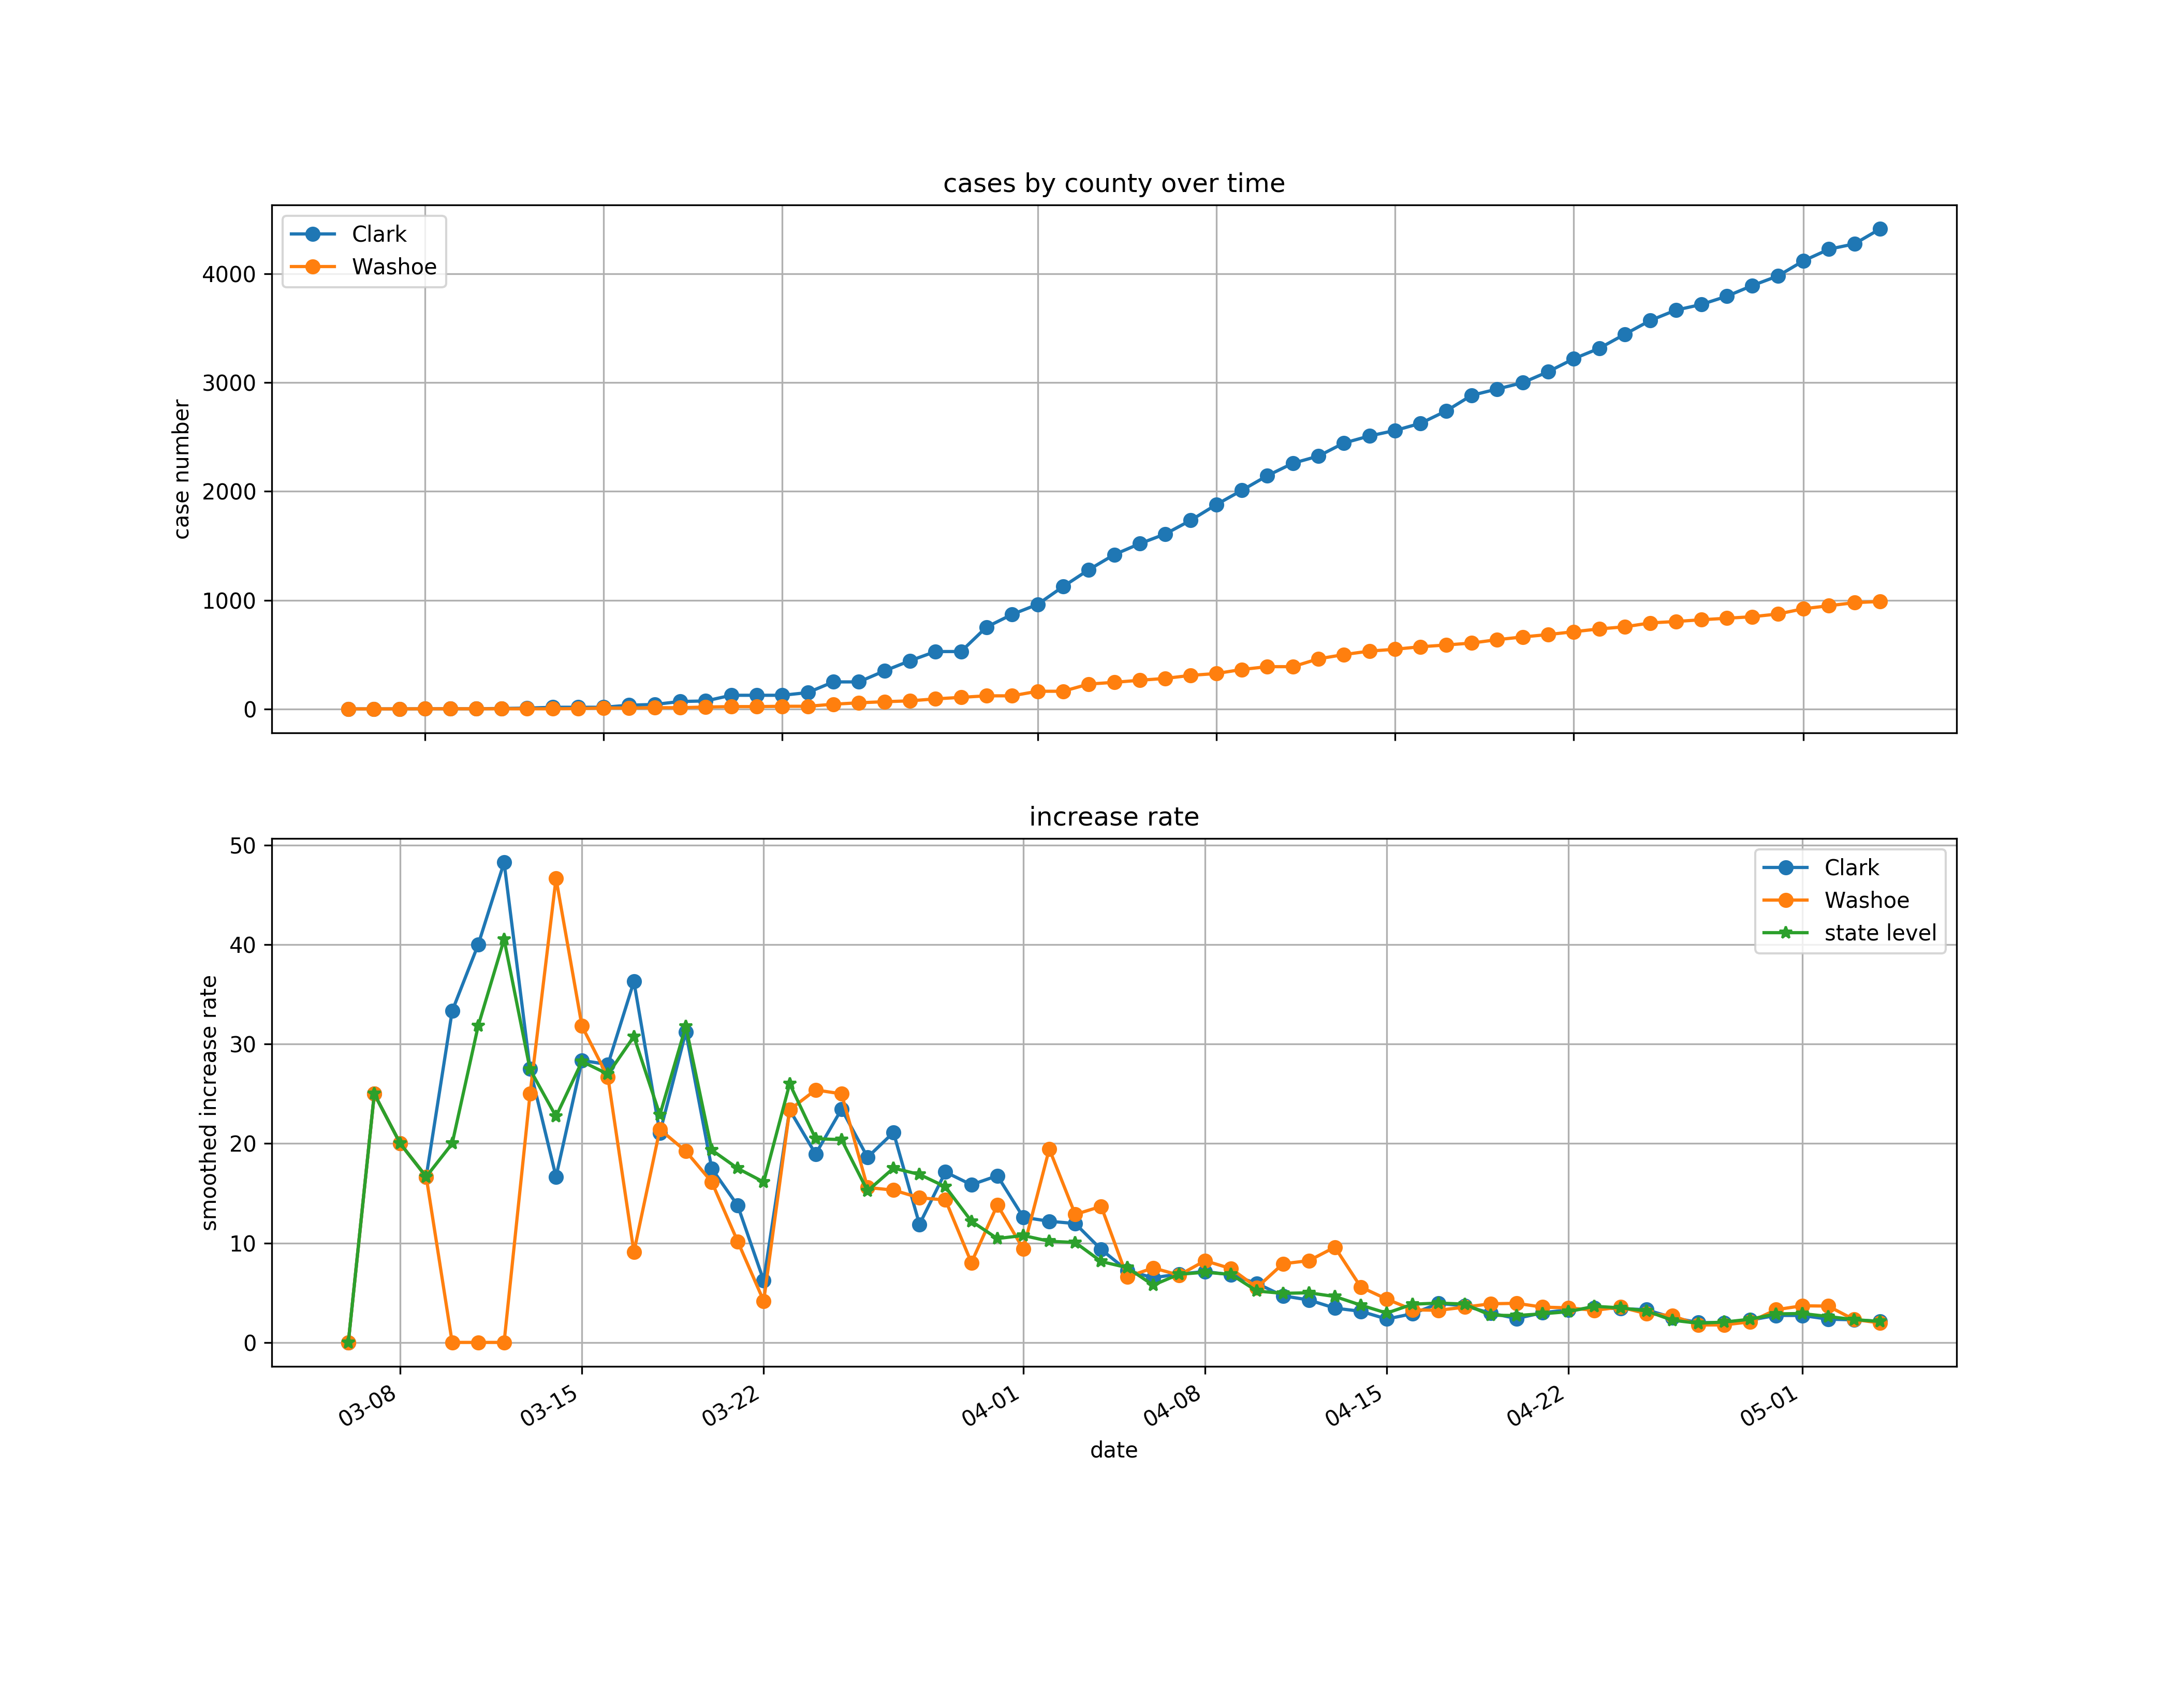 cases by county over time
Clark
Washoe
4000
3000
2000
1000
0
case number
increase rate
50
40
30
20
10
0
smoothed increase rate
Clark
Washoe
state level
03-08
03-15
03-22
04-01
04-08
04-15
04-22
05-01
date